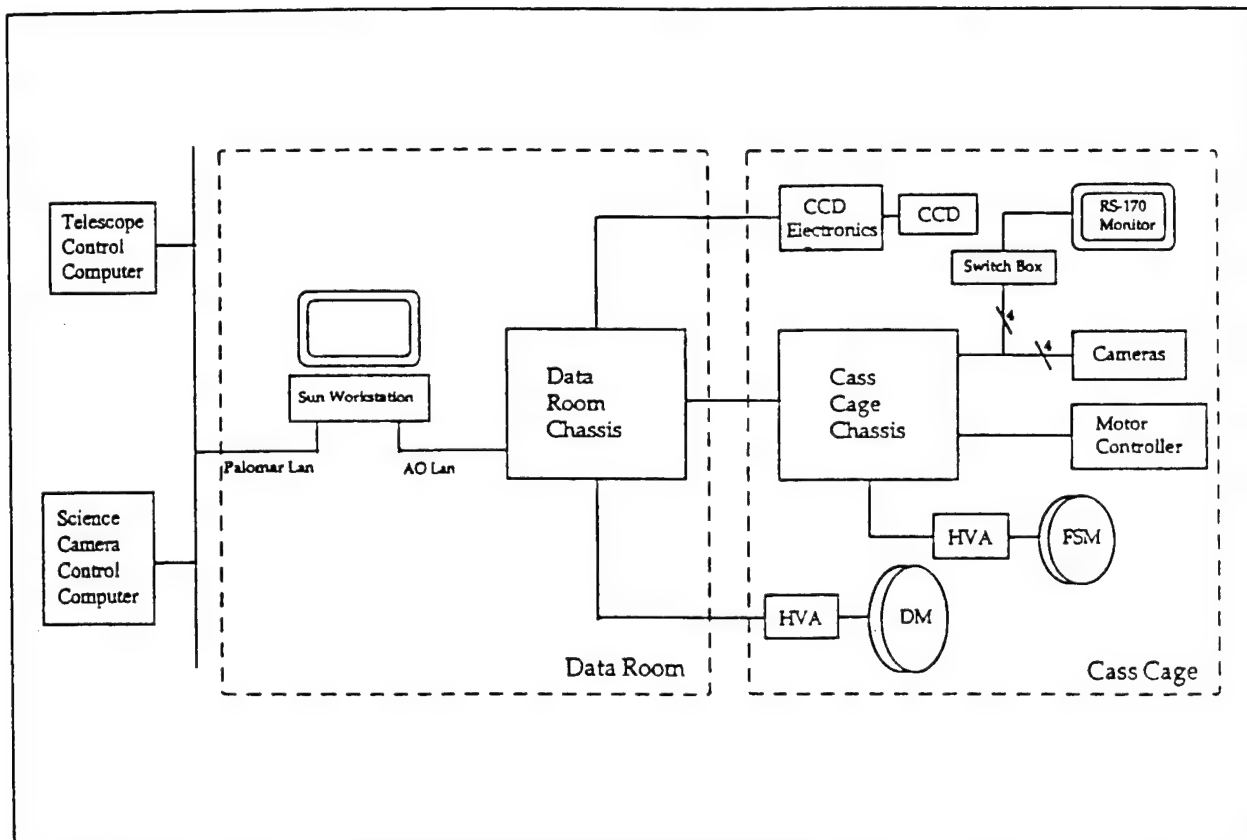 Telescope
Control
Computer
Science
Camera
Control
Computer
Sun Workstation
Palomar Lan
AO Lan
Data
Room
Chassis
Data Room
CCD
Electronics
CCD
RS-170
Monitor
Switch Box
4
4
Cameras
Cass
Cage
Chassis
Motor
Controller
HVA
FSM
HVA
DM
Cass Cage